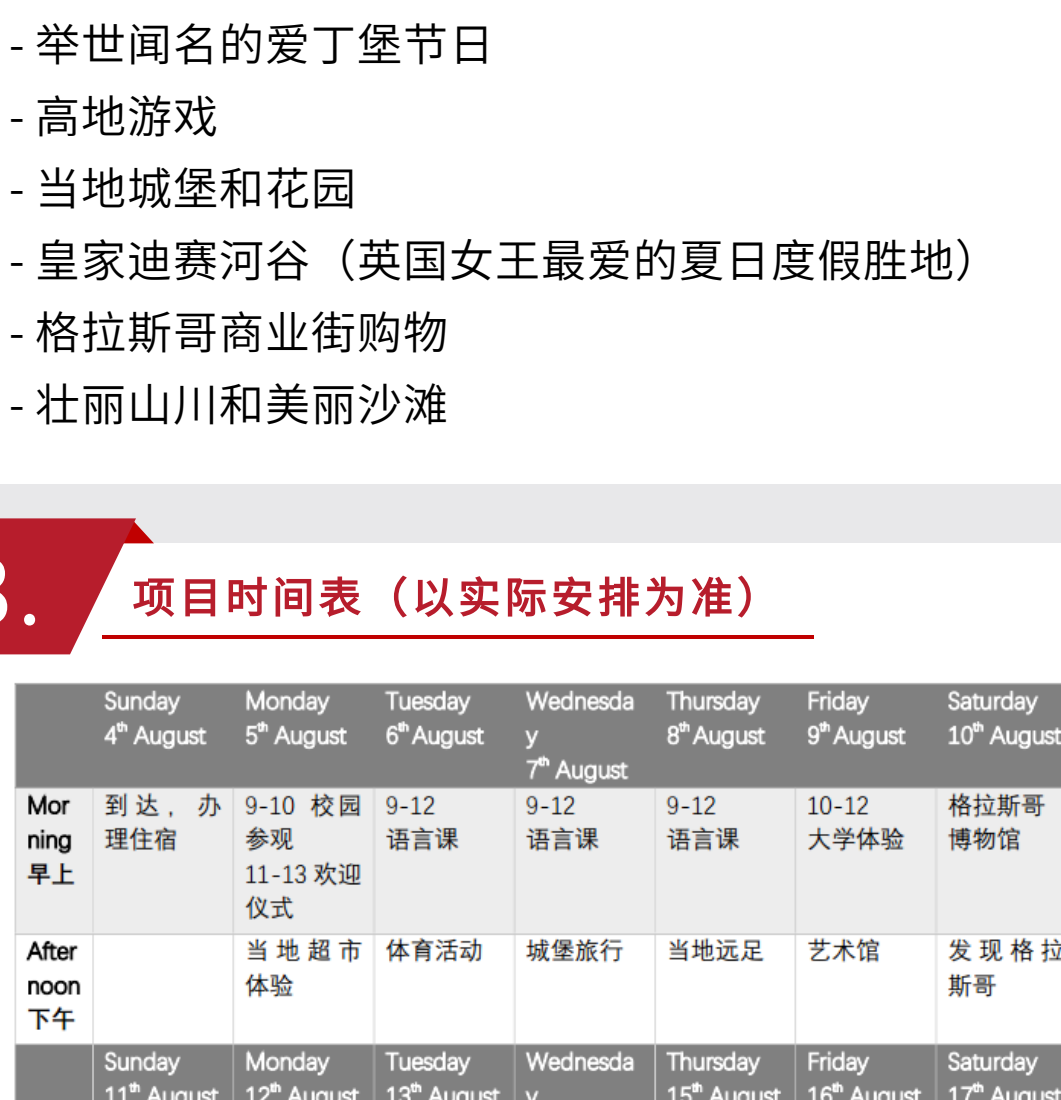 - 举世闻名的爱丁堡节日
- 高地游戏
- 当地城堡和花园
- 皇家迪赛河谷（英国女王最爱的夏日度假胜地）
- 格拉斯哥商业街购物
- 壮丽山川和美丽沙滩
项目时间表（以实际安排为准）
Sunday 4th August
Monday 5th August
Tuesday 6th August
Wednesday 7th August
Thursday 8th August
Friday 9th August
Saturday 10th August
Morning 早上
到达，办理住宿
9-10 校园参观
11-13 欢迎仪式
9-12 语言课
9-12 语言课
9-12 语言课
10-12 大学体验
格拉斯哥博物馆
Afternoon 下午
当地超市体验
体育活动
城堡旅行
当地远足
艺术馆
发现格拉斯哥
Sunday 11th August
Monday 12th August
Tuesday 13th August
Wednesday
Thursday 15th August
Friday 16th August
Saturday 17th August